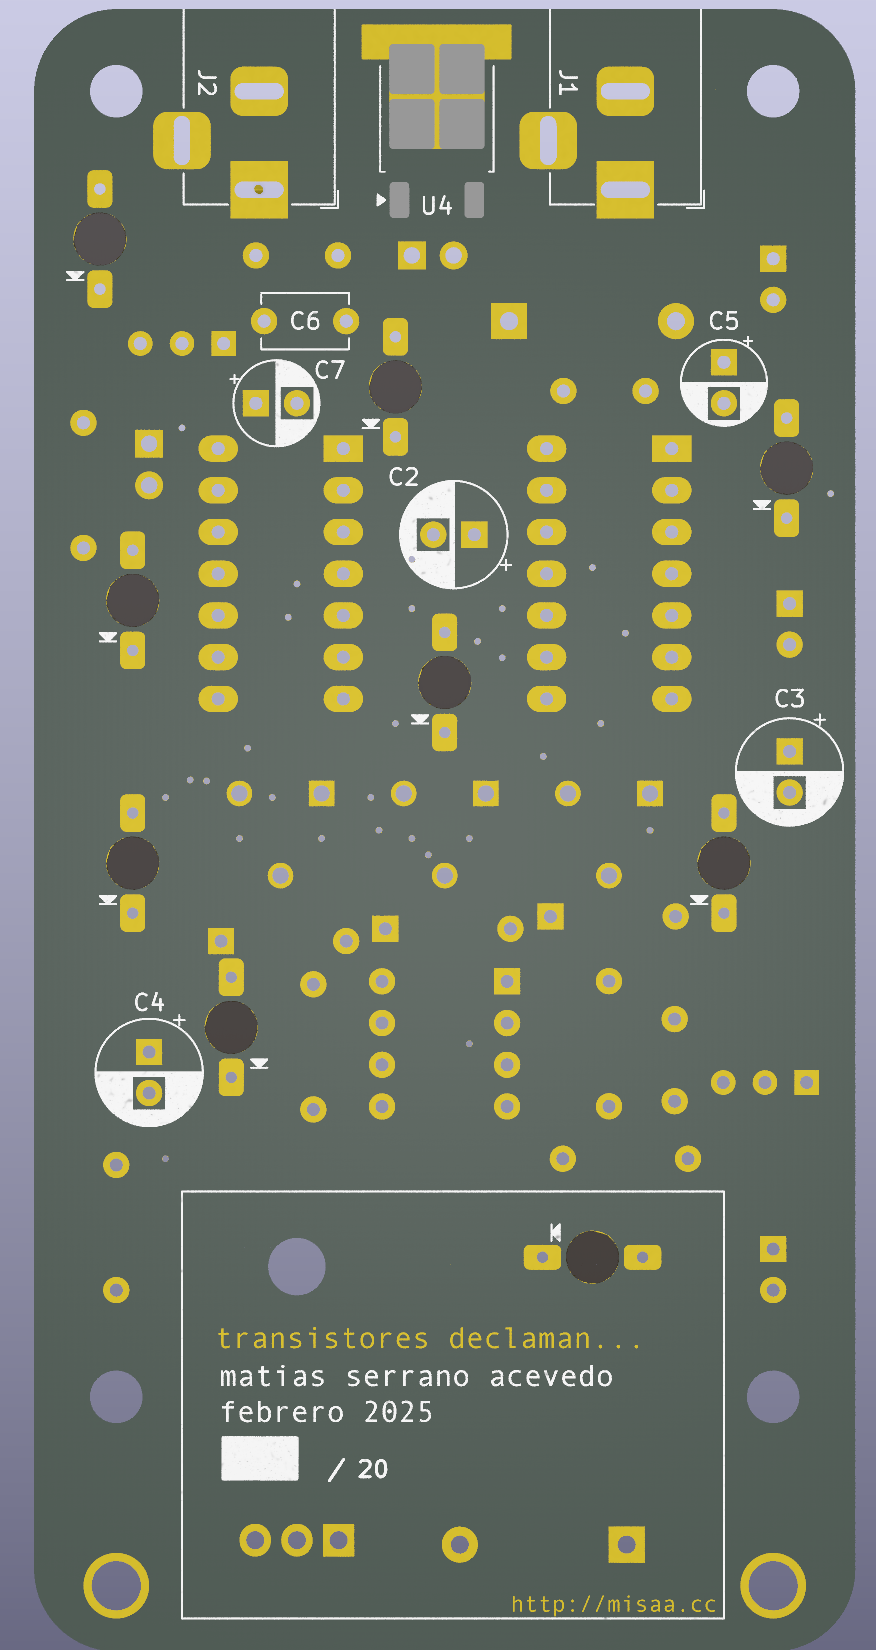 J2
J1
U4
C6
C5
C7
C2
C3
C4
transistores declaman...
matias serrano acevedo
febrero 2025
/ 20
http://misaa.cc